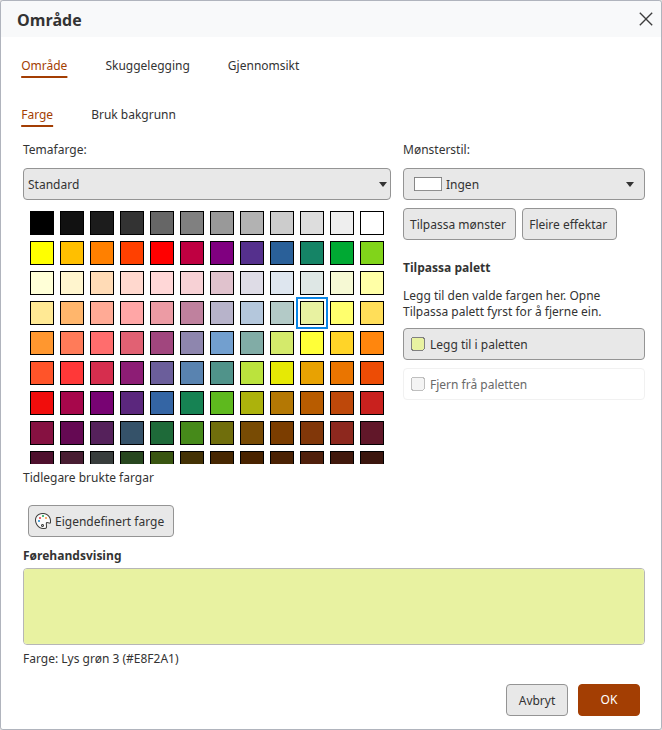 Område
Område Skuggelegging Gjennomsikt
Farge Bruk bakgrunn
Temafarge:
Mønsterstil:
Standard
Ingen
Tilpassa mønster
Fleire effektar
Tilpassa palett
Legg til den valde fargen her. Opne
Tilpassa palett fyrst for å fjerne ein.
Legg til i paletten
Fjern frå paletten
Tidlegare brukte fargar
Eigendefinert farge
Førehandsvising
Farge: Lys grøn 3 (#E8F2A1)
Avbryt
OK